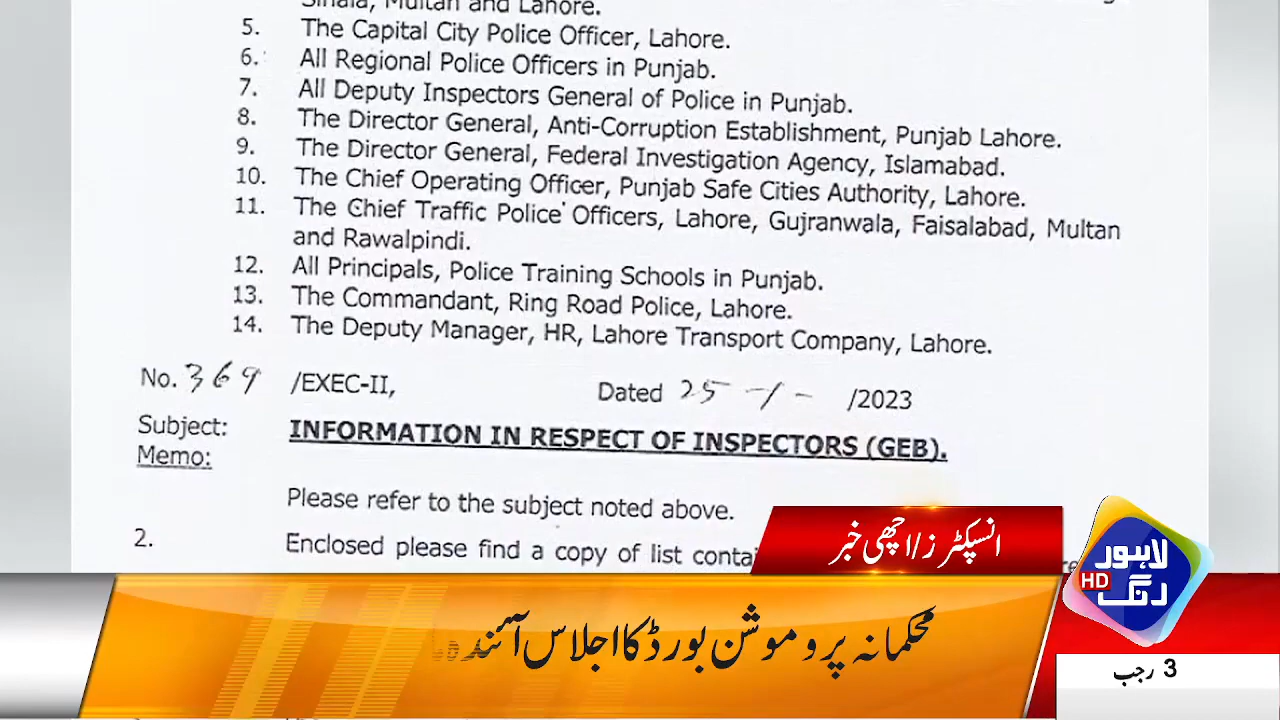 Sihala, Multan and Lahore.
5. The Capital City Police Officer, Lahore.
6. All Regional Police Officers in Punjab.
7. All Deputy Inspectors General of Police in Punjab.
8. The Director General, Anti-Corruption Establishment, Punjab Lahore.
9. The Director General, Federal Investigation Agency, Islamabad.
10. The Chief Operating Officer, Punjab Safe Cities Authority, Lahore.
11. The Chief Traffic Police Officers, Lahore, Gujranwala, Faisalabad, Multan
and Rawalpindi.
12. All Principals, Police Training Schools in Punjab.
13. The Commandant, Ring Road Police, Lahore.
14. The Deputy Manager, HR, Lahore Transport Company, Lahore.
No. 369 /EXEC-II, Dated 25-1- /2023
Subject: INFORMATION IN RESPECT OF INSPECTORS (GEB).
Memo:
Please refer to the subject noted above.
2. Enclosed please find a copy of list
انسپکٹرز/اچھی خبر
محکمانہ پروموشن بورڈ کا اجلاس آئندہ
لاہور
رنگ
HD
3 رجب